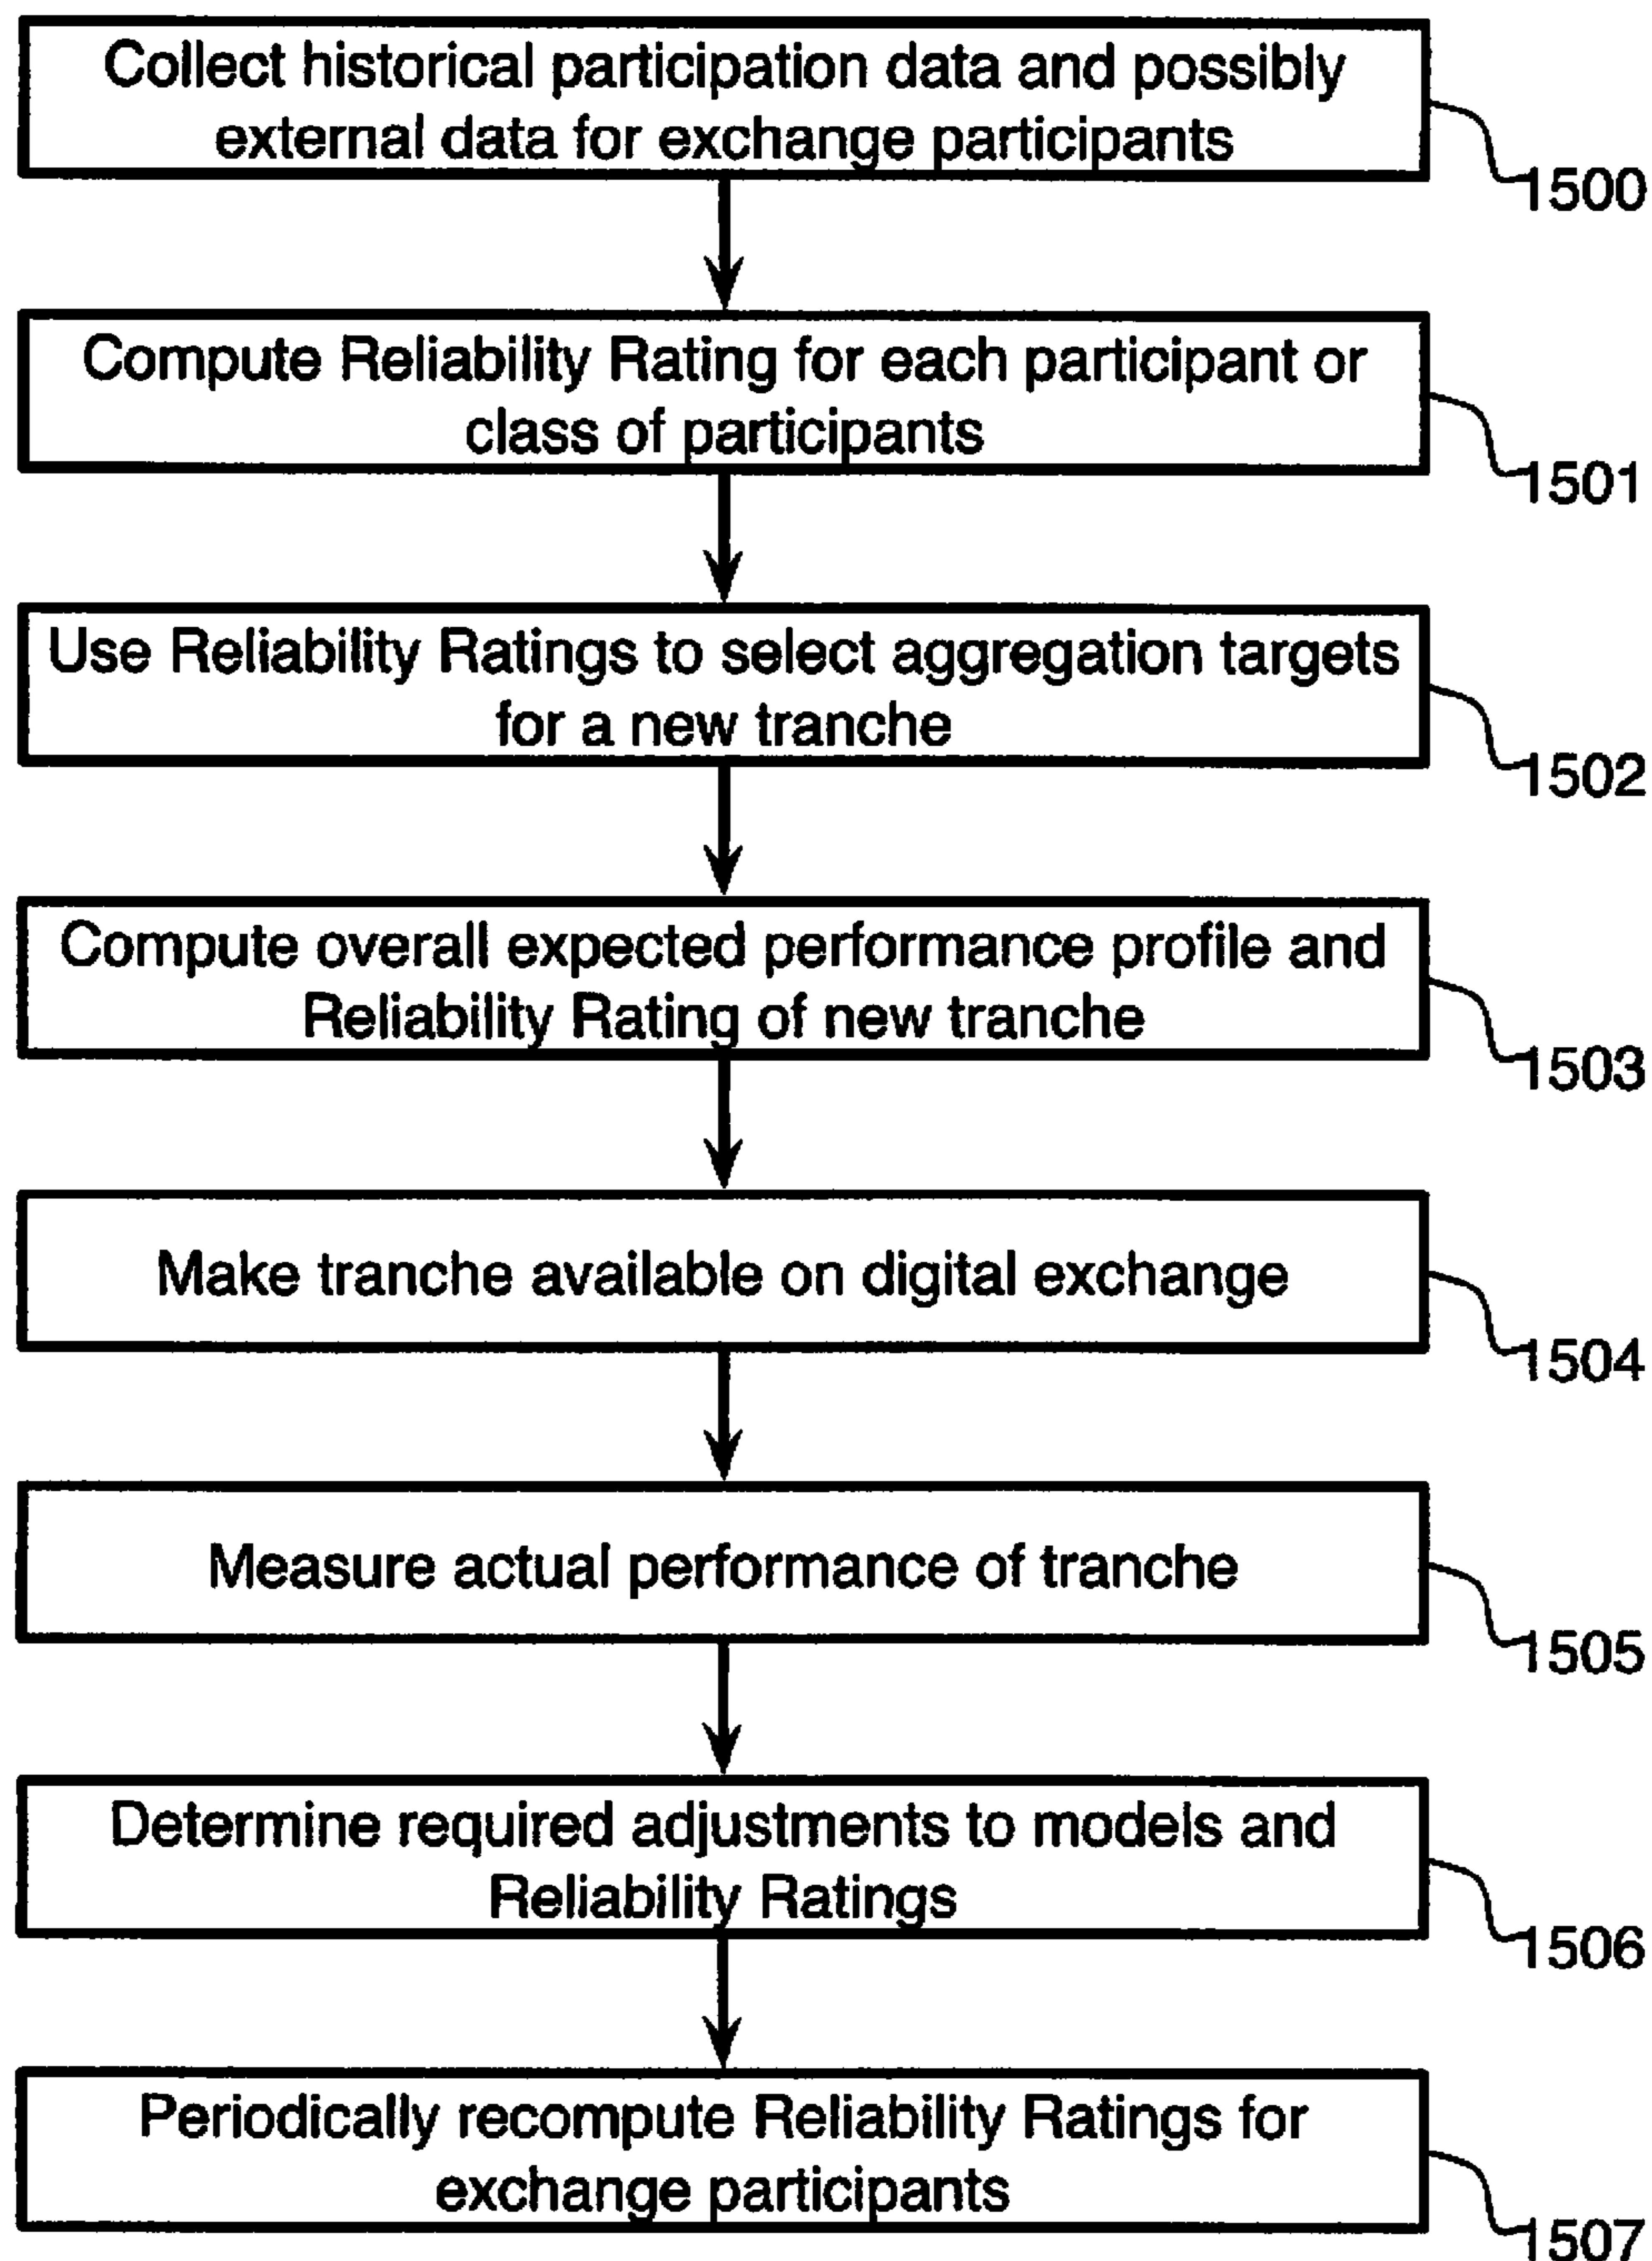 Collect historical participation data and possibly
external data for exchange participants
1500
Compute Reliability Rating for each participant or
class of participants
1501
Use Reliability Ratings to select aggregation targets
for a new tranche
1502
Compute overall expected performance profile and
Reliability Rating of new tranche
1503
Make tranche available on digital exchange
1504
Measure actual performance of tranche
1505
Determine required adjustments to models and
Reliability Ratings
1506
Periodically recompute Reliability Ratings for
exchange participants
1507